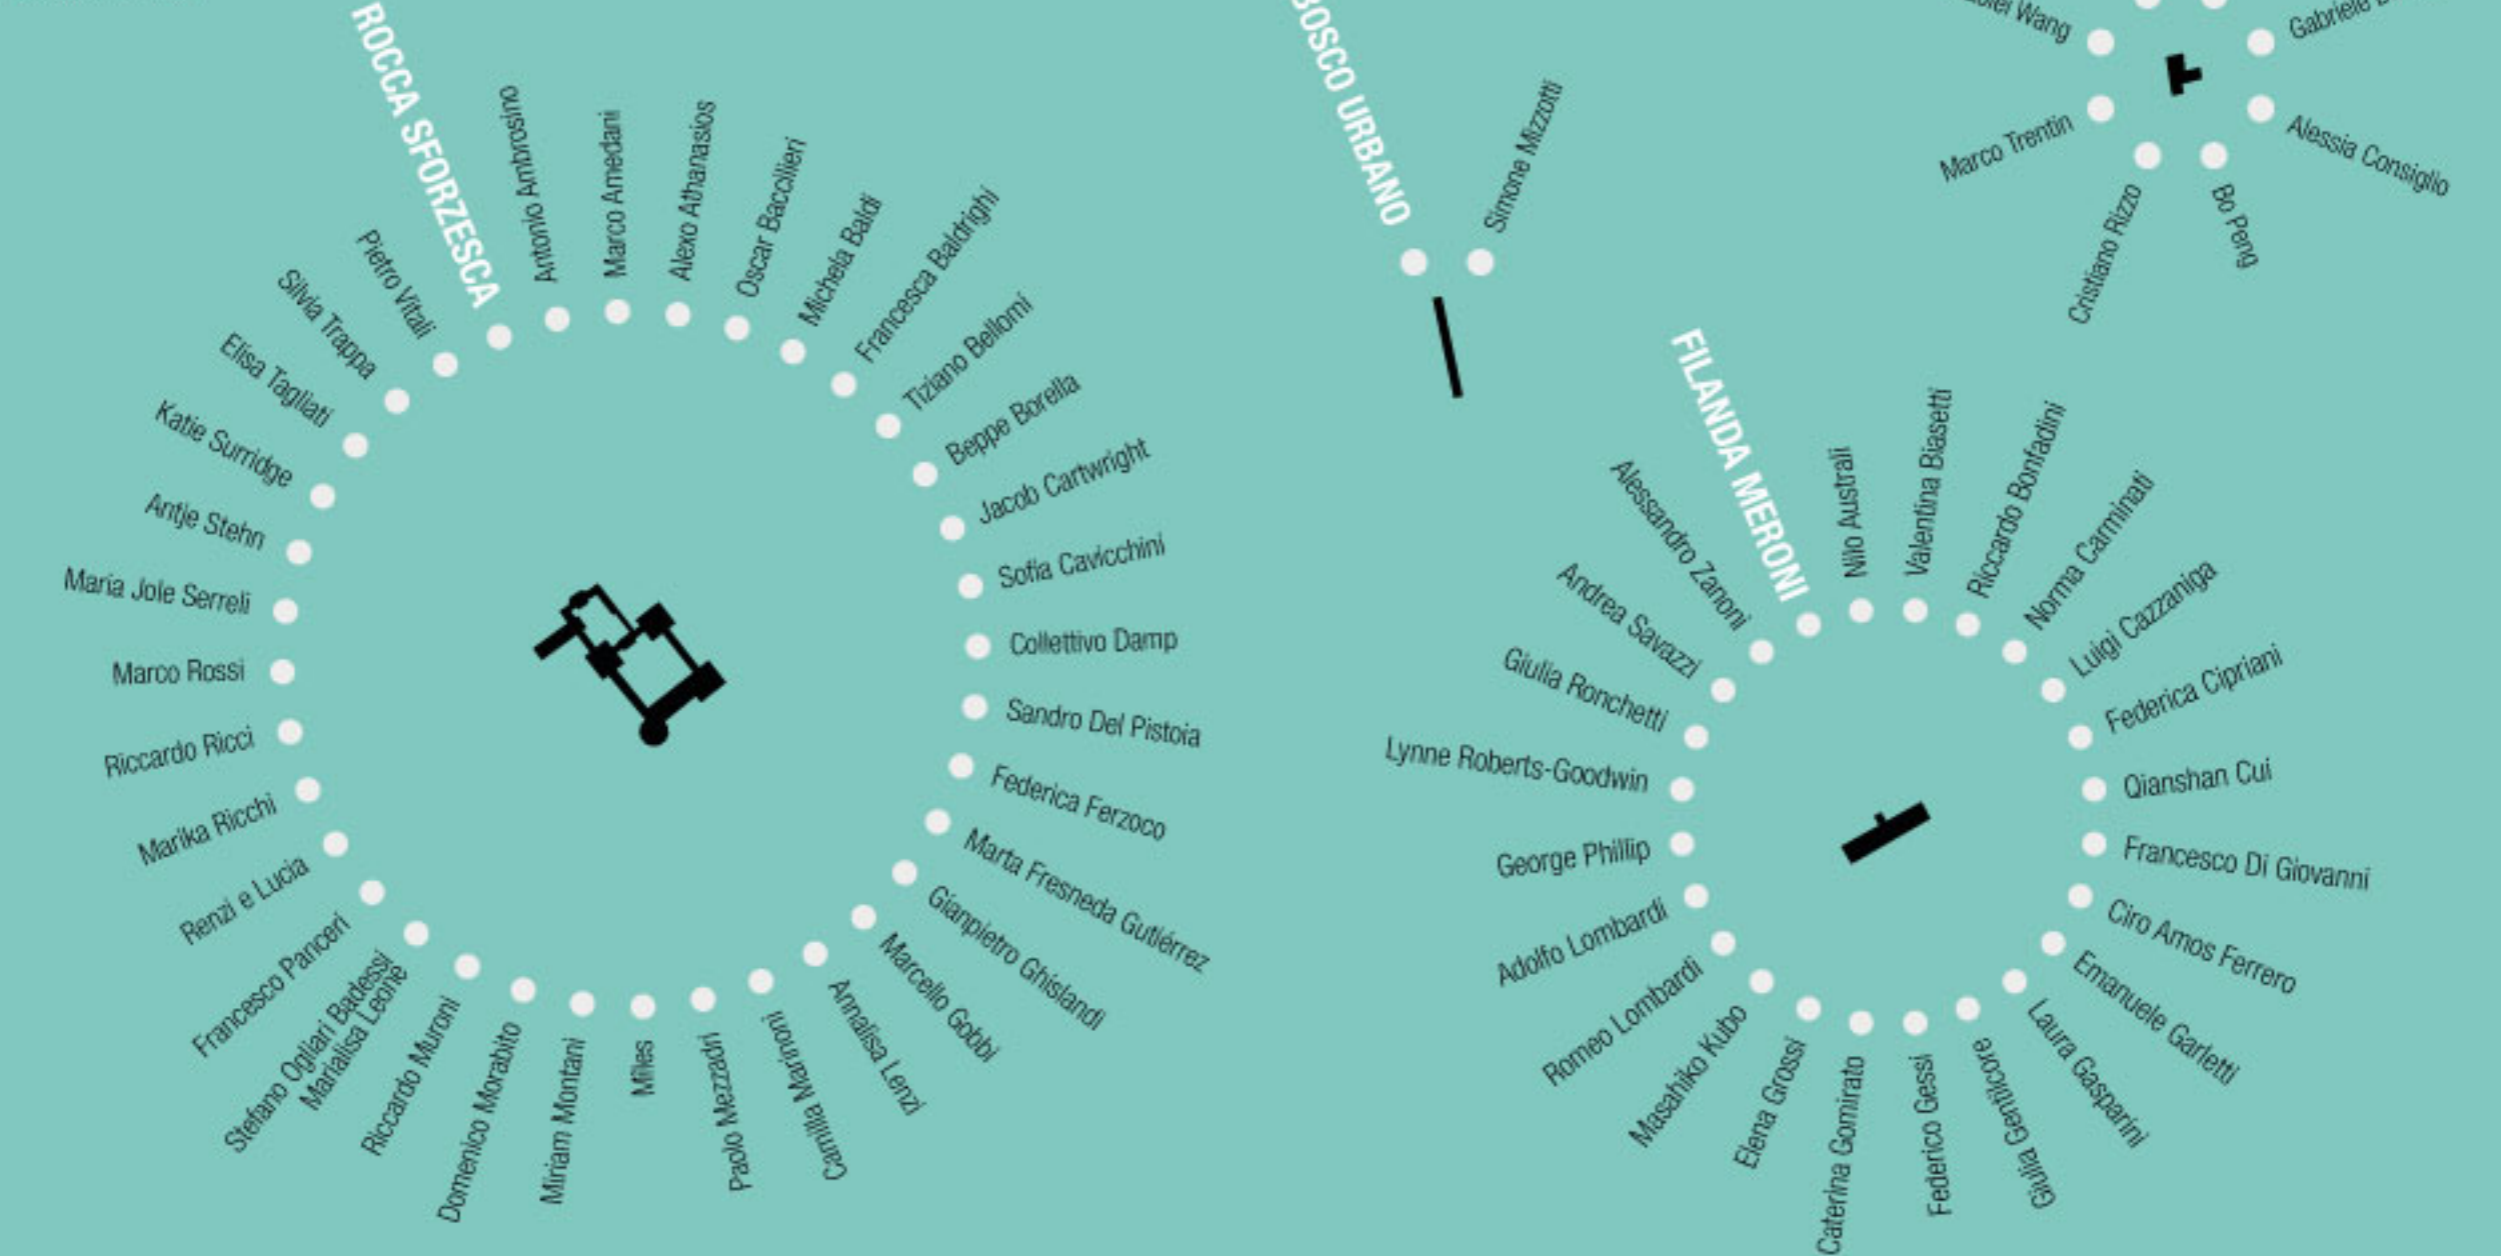 ROCCA SFORZESCA
Antonio Ambrosino
Marco Amedani
Alexo Athanasios
Oscar Baccilieri
Michela Baldi
Francesca Baldrighi
Tiziano Bellomi
Beppe Borella
Jacob Cartwright
Sofia Cavicchini
Collettivo Damp
Sandro Del Pistoia
Federica Ferzoco
Marta Fresneda Gutiérrez
Gianpietro Ghislandi
Marcello Gobbi
Annalisa Lenzi
Camilla Marinoni
Paolo Mezzadri
Miles
Miriam Montani
Domenico Morabito
Riccardo Muroni
Stefano Ogliari Badessi
Marialisa Leone
Francesco Panceri
Renzi e Lucia
Marika Ricchi
Riccardo Ricci
Marco Rossi
Maria Jole Serreli
Antje Stehn
Katie Surridge
Elisa Tagliati
Silvia Trappa
Pietro Vitali
BOSCO URBANO
Simone Mizzotti
Wang
Gabriele
Alessia Consiglio
Bo Peng
Cristiano Rizzo
Marco Trentin
FILANDA MERONI
Nilo Australi
Valentina Biasetti
Riccardo Bonfadini
Norma Carminati
Luigi Cazzaniga
Federica Cipriani
Qianshan Cui
Francesco Di Giovanni
Ciro Amos Ferrero
Emanuele Garletti
Laura Gasparini
Giulia Gentilcore
Federico Gessi
Caterina Gomirato
Elena Grossi
Masahiko Kubo
Romeo Lombardi
Adolfo Lombardi
George Phillip
Lynne Roberts-Goodwin
Giulia Ronchetti
Andrea Savazzi
Alessandro Zanoni